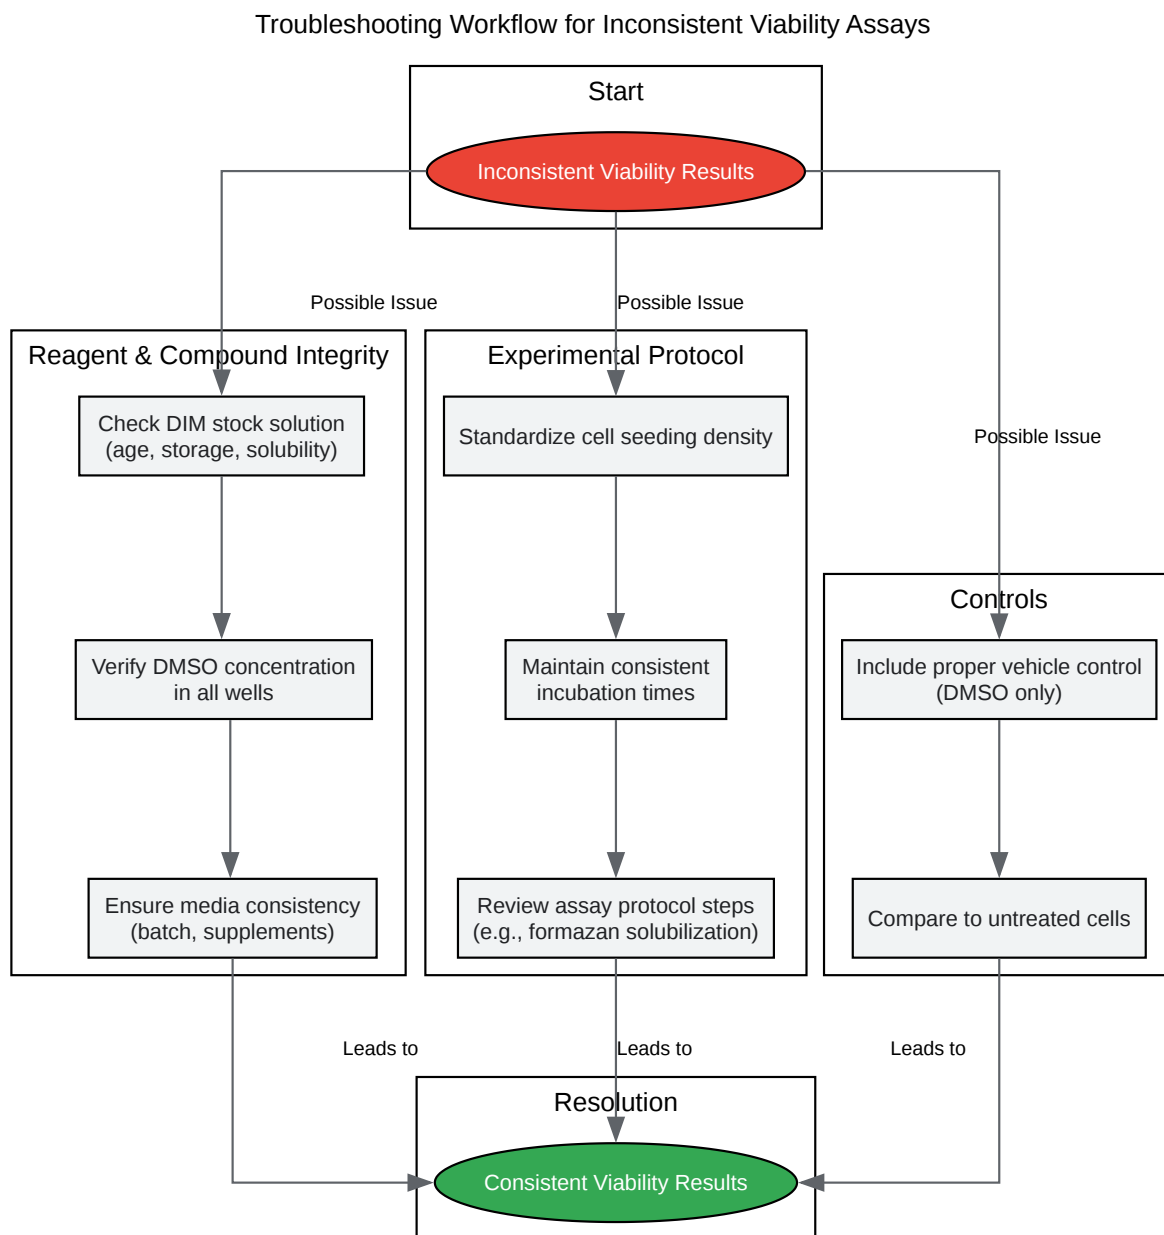 Troubleshooting Workflow for Inconsistent Viability Assays
Start
Inconsistent Viability Results
Possible Issue
Possible Issue
Possible Issue
Reagent & Compound Integrity
Check DIM stock solution
(age, storage, solubility)
Verify DMSO concentration
in all wells
Ensure media consistency
(batch, supplements)
Experimental Protocol
Standardize cell seeding density
Maintain consistent
incubation times
Review assay protocol steps
(e.g., formazan solubilization)
Controls
Include proper vehicle control
(DMSO only)
Compare to untreated cells
Leads to
Leads to
Leads to
Resolution
Consistent Viability Results